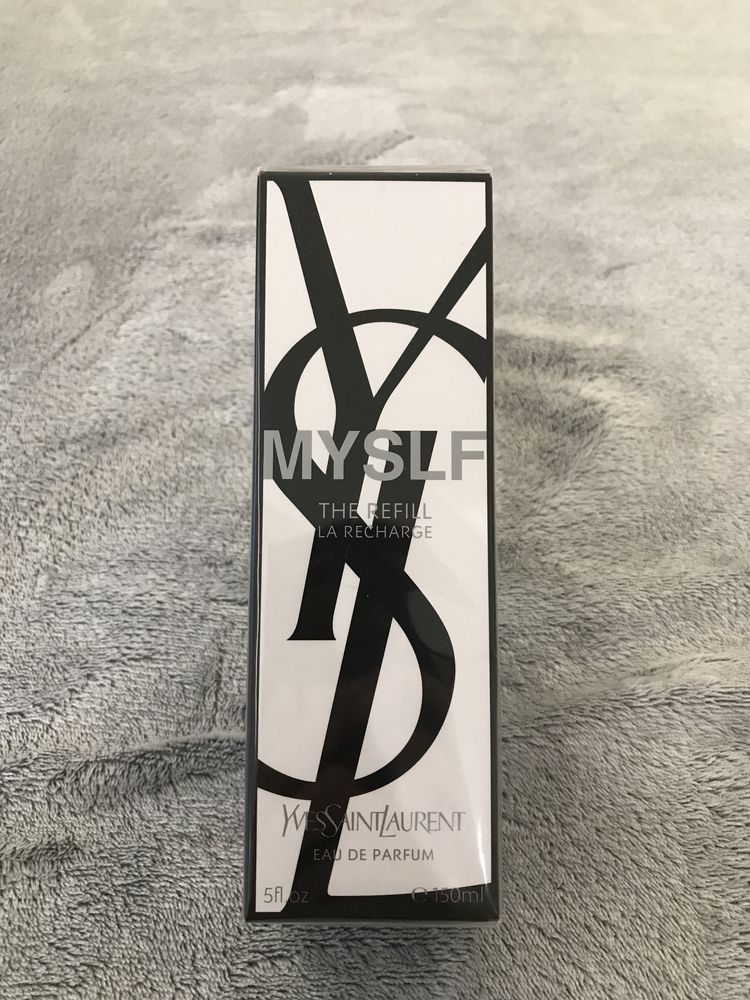 MYSLF
THE REFILL
LA RECHARGE
YVESSAINTLAURENT
EAU DE PARFUM
5fl.oz ℮150ml